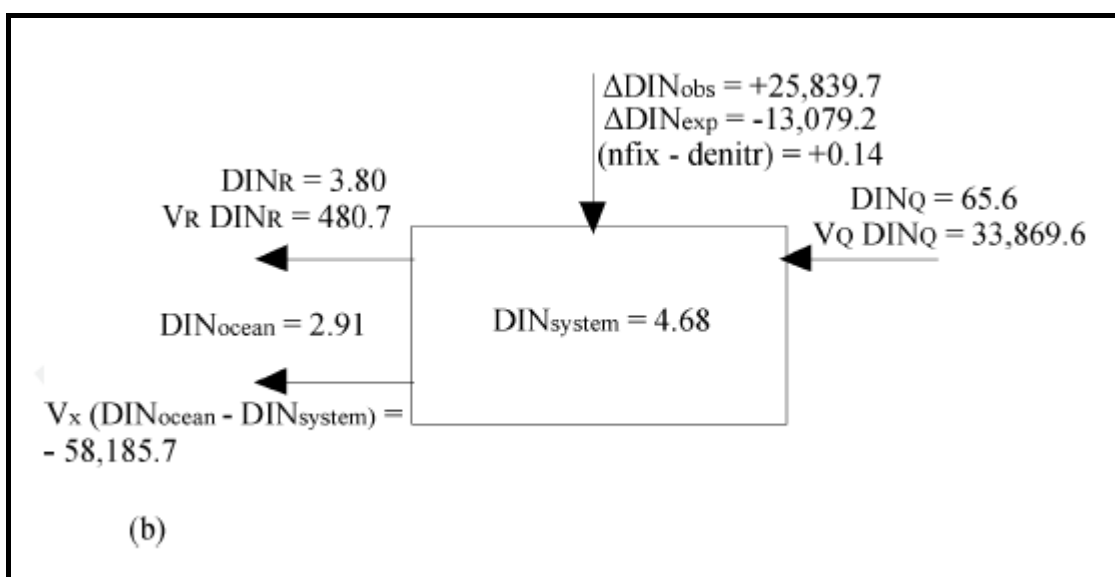 ΔDINobs = +25,839.7
ΔDINexp = -13,079.2
(nfix - denitr) = +0.14
DINR = 3.80
VR DINR = 480.7
DINQ = 65.6
VQ DINQ = 33,869.6
DINocean = 2.91
DINsystem = 4.68
Vx (DINocean - DINsystem) =
- 58,185.7
(b)